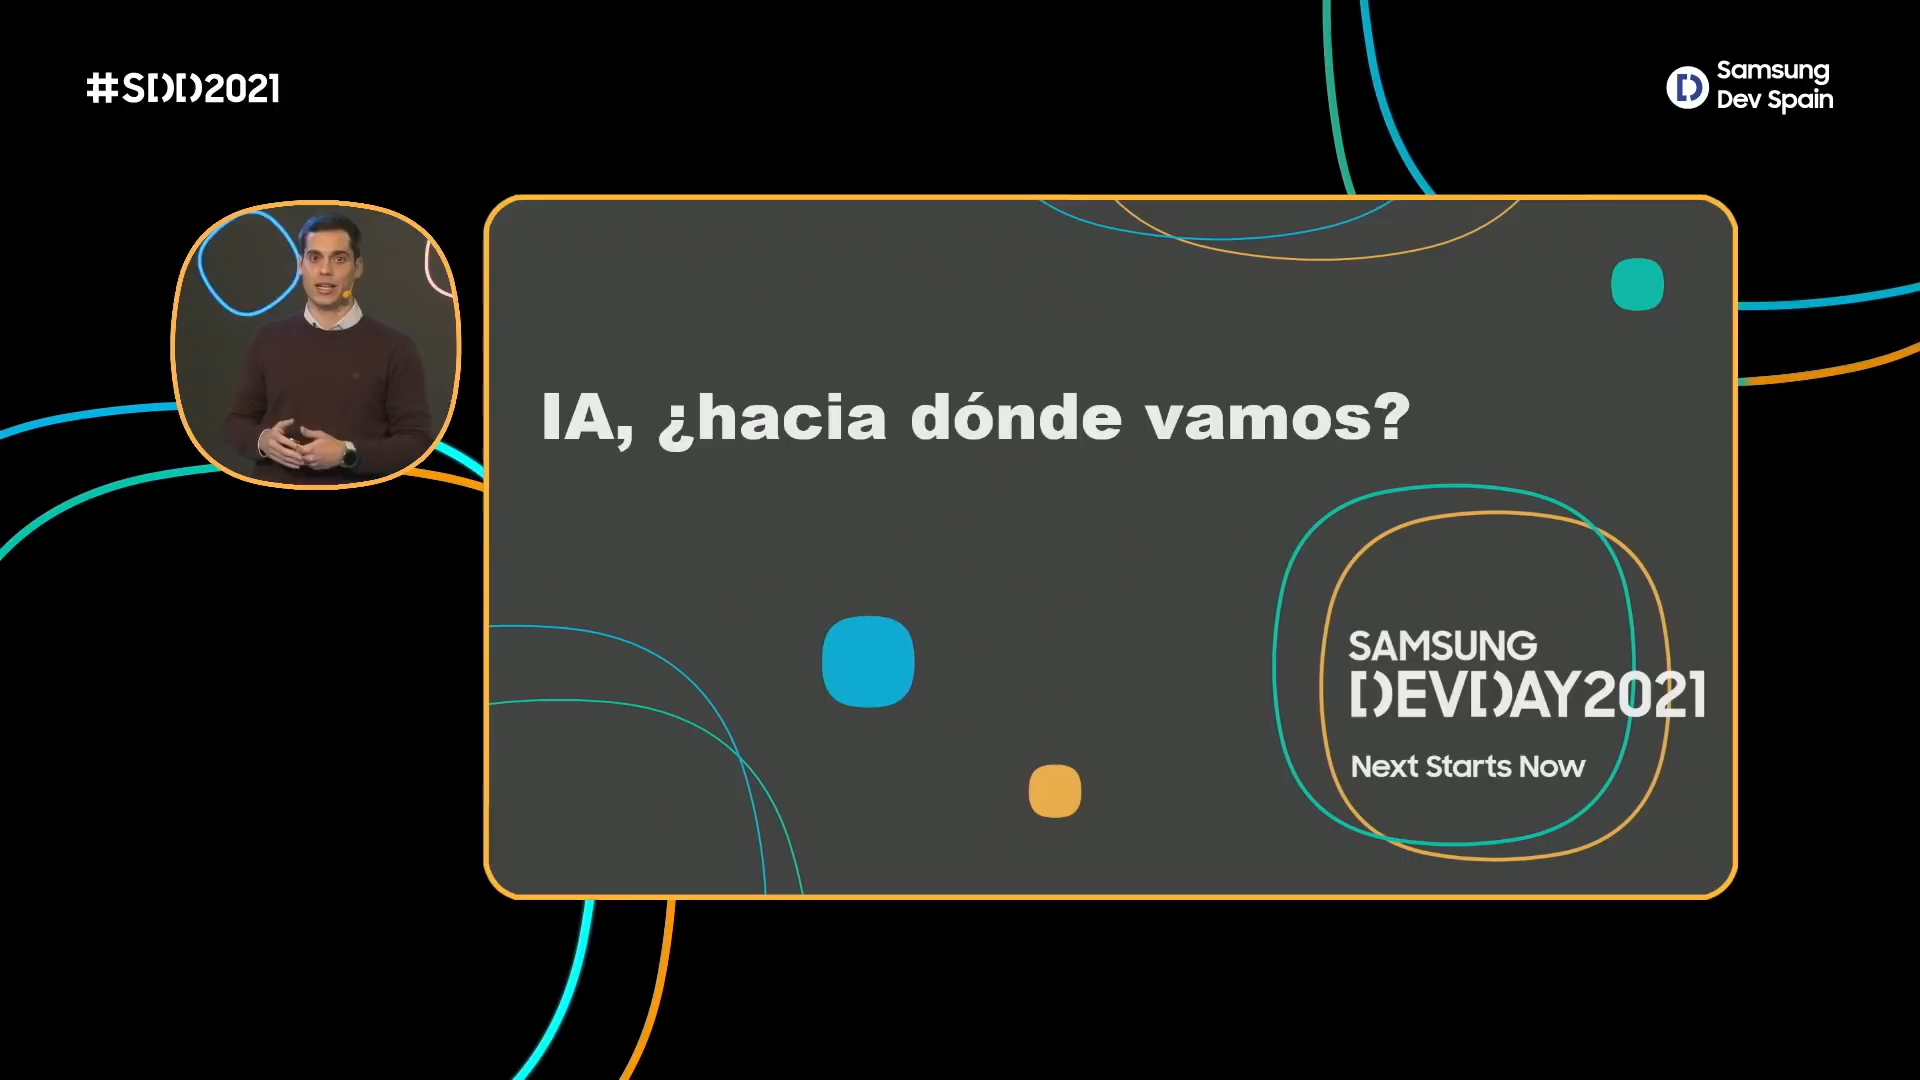 #SDD2021
Samsung
Dev Spain
IA, ¿hacia dónde vamos?
SAMSUNG
DEVDAY2021
Next Starts Now